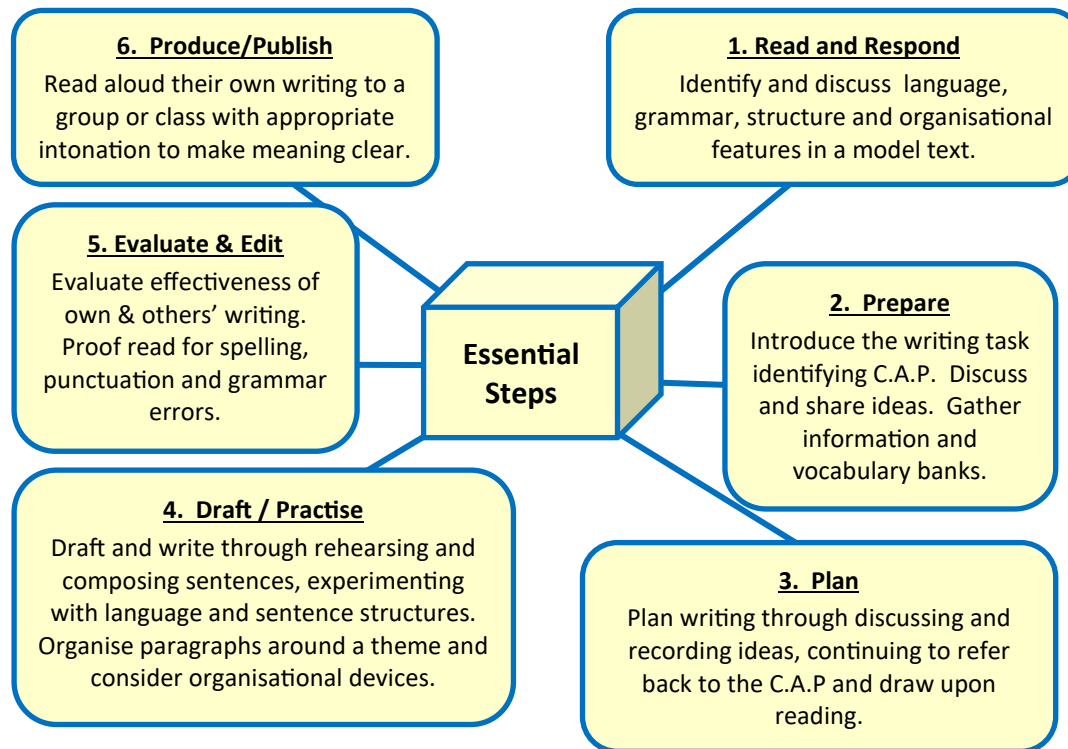 6. Produce/Publish
Read aloud their own writing to a
group or class with appropriate
intonation to make meaning clear.
1. Read and Respond
Identify and discuss language,
grammar, structure and organisational
features in a model text.
5. Evaluate & Edit
Evaluate effectiveness of
own & others’ writing.
Proof read for spelling,
punctuation and grammar
errors.
Essential
Steps
2. Prepare
Introduce the writing task
identifying C.A.P. Discuss
and share ideas. Gather
information and
vocabulary banks.
4. Draft / Practise
Draft and write through rehearsing and
composing sentences, experimenting
with language and sentence structures.
Organise paragraphs around a theme and
consider organisational devices.
3. Plan
Plan writing through discussing and
recording ideas, continuing to refer
back to the C.A.P and draw upon
reading.